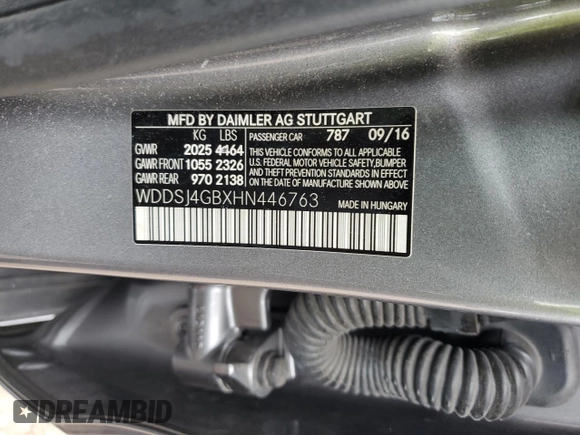 MFD BY DAIMLER AG STUTTGART
KG LBS PASSENGER CAR 787 09/16
GVWR 2025 4464 THIS VEHICLE CONFORMS TO ALL APPLICABLE
GAWR FRONT 1055 2326 U.S. FEDERAL MOTOR VEHICLE SAFETY,BUMPER
GAWR REAR 970 2138 AND THEFT PREVENTION STANDARDS IN EFFECT
ON THE DATE OF MANUFACTURE SHOWN ABOVE.
WDDSJ4GBXHN446763
MADE IN HUNGARY
DREAMBID